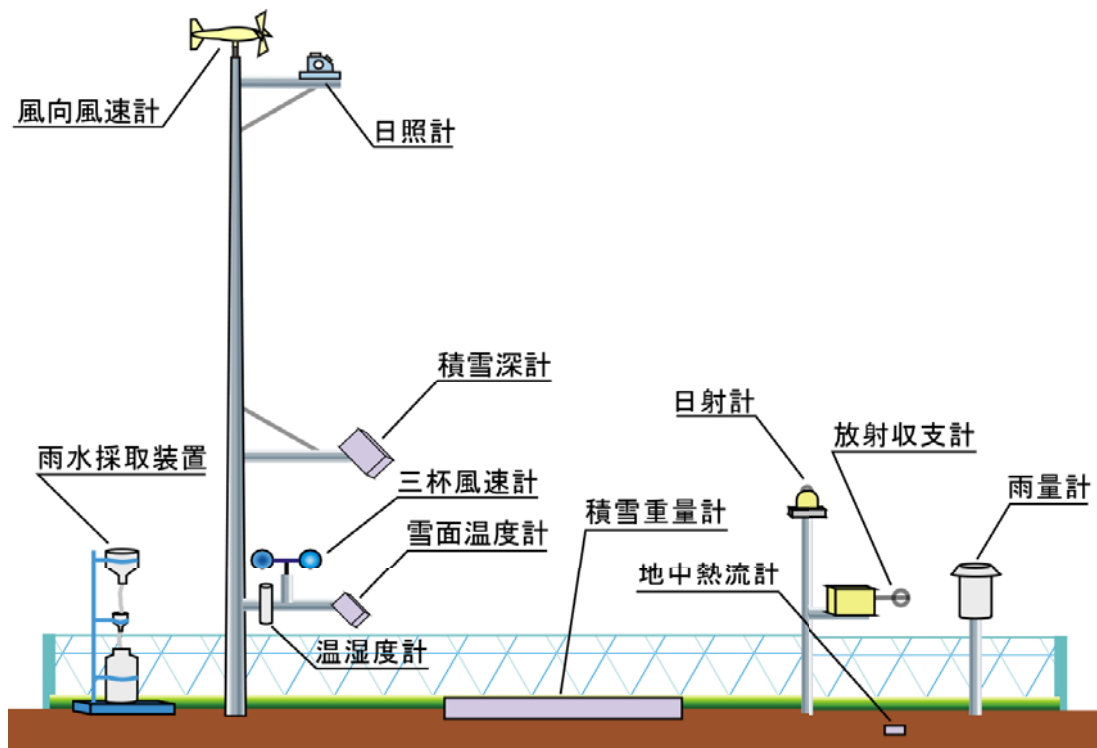 風向風速計
日照計
積雪深計
日射計
放射収支計
雨水採取装置
三杯風速計
雨量計
積雪重量計
雪面温度計
地中熱流計
温湿度計